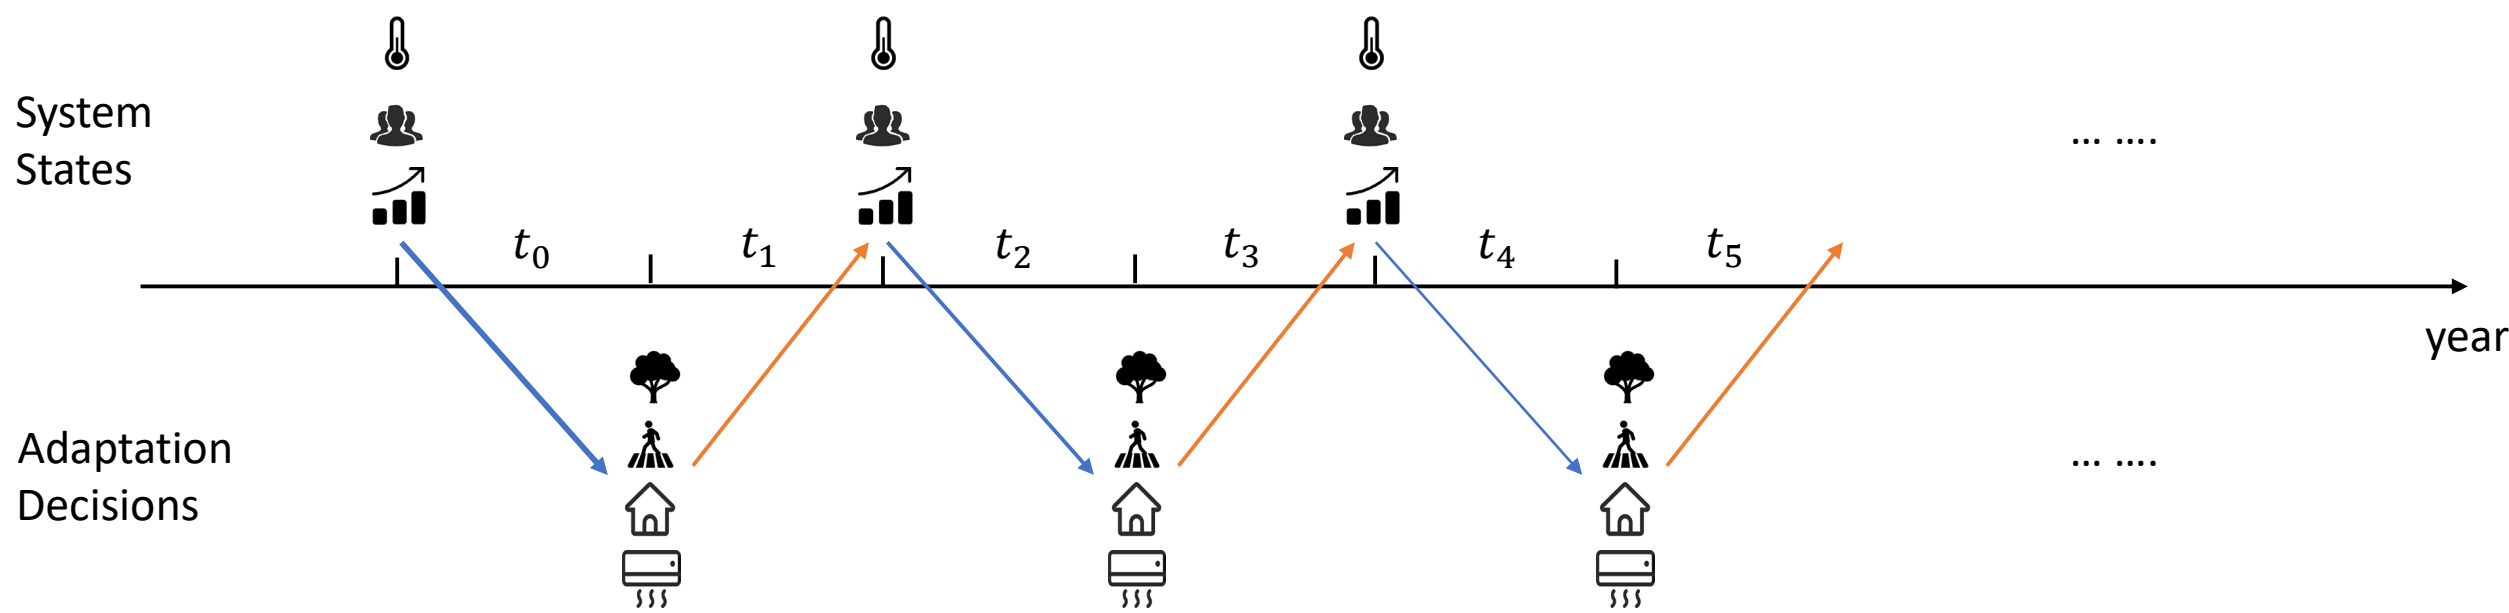 System
States
... ....
t₀ t₁ t₂ t₃ t₄ t₅
year
Adaptation
Decisions
... ....